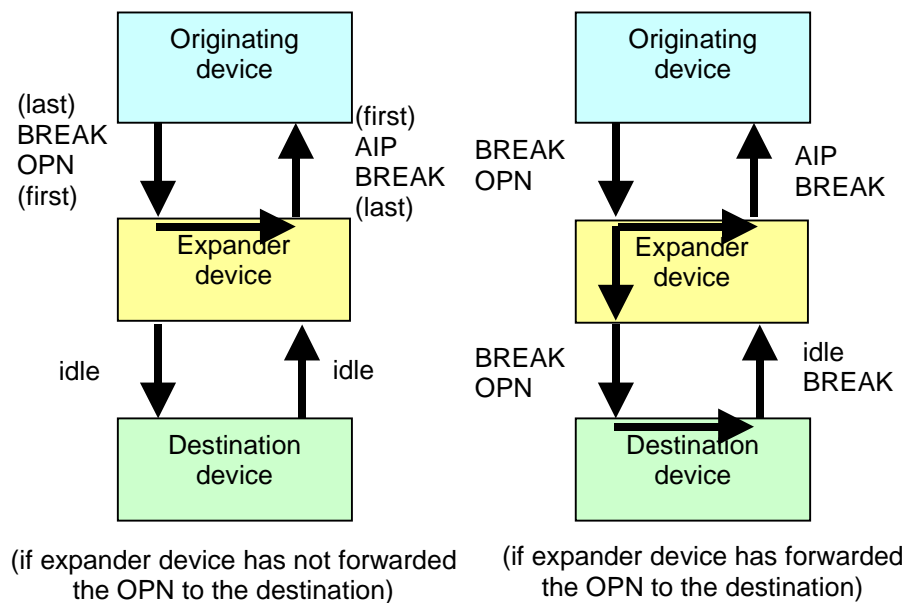 Originating
device
(last)
BREAK
OPN
(first)
(first)
AIP
BREAK
(last)
Expander
device
idle
idle
Destination
device
(if expander device has not forwarded
the OPN to the destination)
Originating
device
BREAK
OPN
AIP
BREAK
Expander
device
BREAK
OPN
idle
BREAK
Destination
device
(if expander device has forwarded
the OPN to the destination)